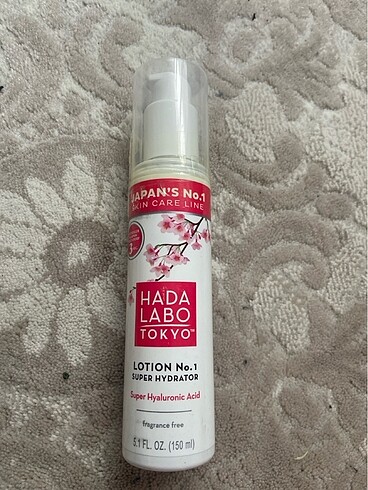 JAPAN'S No.1
SKIN CARE LINE
HADA
LABO
TOKYO™
LOTION No.1
SUPER HYDRATOR
Super Hyaluronic Acid
fragrance free
5.1 FL. OZ. (150 ml)